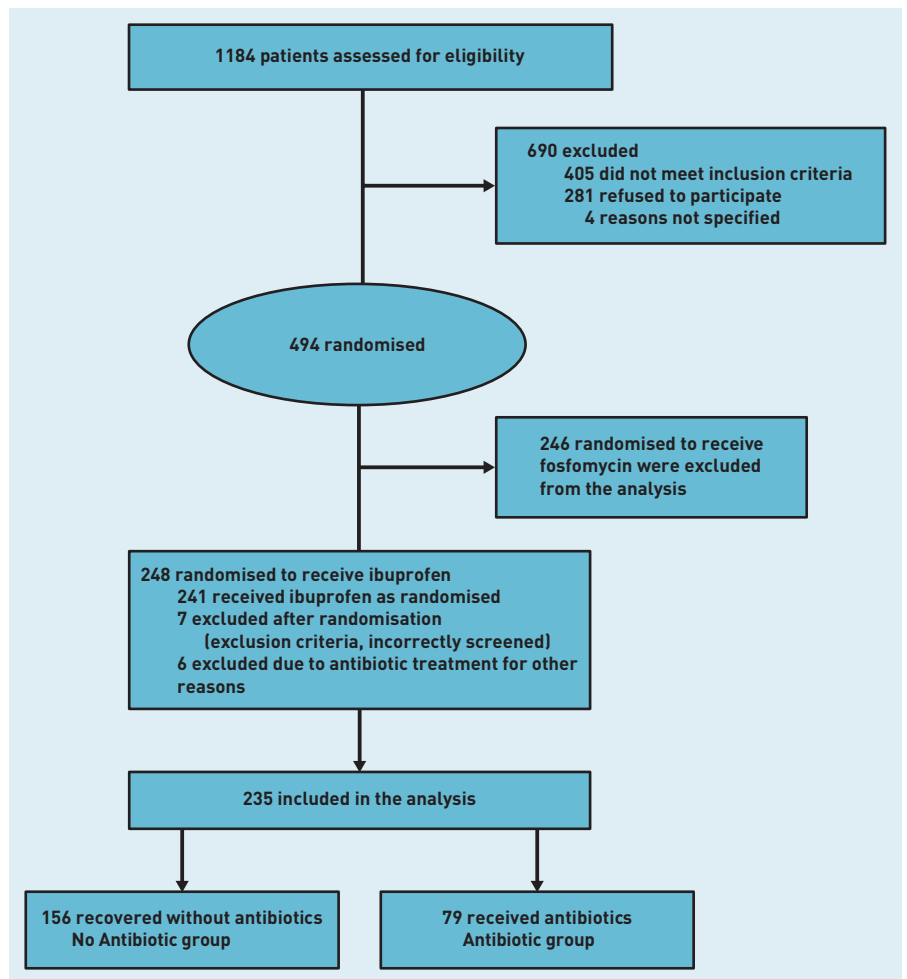 1184 patients assessed for eligibility
690 excluded
405 did not meet inclusion criteria
281 refused to participate
4 reasons not specified
494 randomised
246 randomised to receive
fosfomycin were excluded
from the analysis
248 randomised to receive ibuprofen
241 received ibuprofen as randomised
7 excluded after randomisation
(exclusion criteria, incorrectly screened)
6 excluded due to antibiotic treatment for other
reasons
235 included in the analysis
156 recovered without antibiotics
No Antibiotic group
79 received antibiotics
Antibiotic group